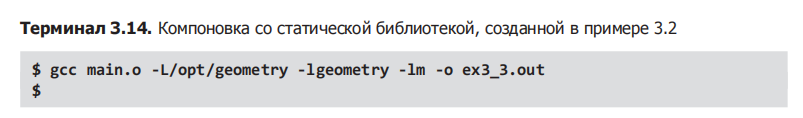 Терминал 3.14. Компоновка со статической библиотекой, созданной в примере 3.2
$ gcc main.o -L/opt/geometry -lgeometry -lm -o ex3_3.out
$